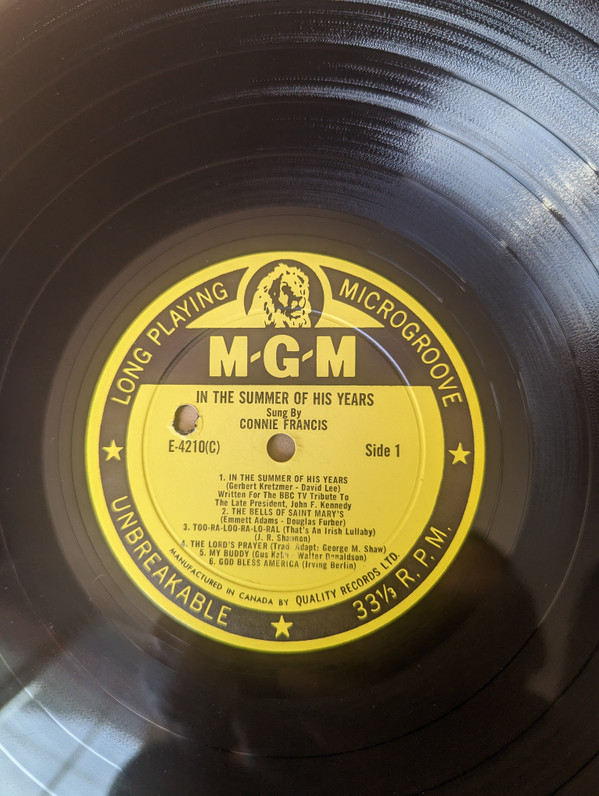 LONG PLAYING MICROGROOVE
M-G-M
IN THE SUMMER OF HIS YEARS
Sung By
CONNIE FRANCIS
E-4210(C)
Side 1
1. IN THE SUMMER OF HIS YEARS
(Gerbert Kretzmer - David Lee)
Written For The BBC TV Tribute To
The Late President, John F. Kennedy
2. THE BELLS OF SAINT MARY'S
(Emmett Adams - Douglas Furber)
3. TOO-RA-LOO-RA-LO-RAL (That's An Irish Lullaby)
(J. R. Shannon)
4. THE LORD'S PRAYER (Trad. Adapt: George M. Shaw)
5. MY BUDDY (Gus Kahn - Walter Donaldson)
6. GOD BLESS AMERICA (Irving Berlin)
MANUFACTURED IN CANADA BY QUALITY RECORDS LTD.
UNBREAKABLE
33⅓ R.P.M.